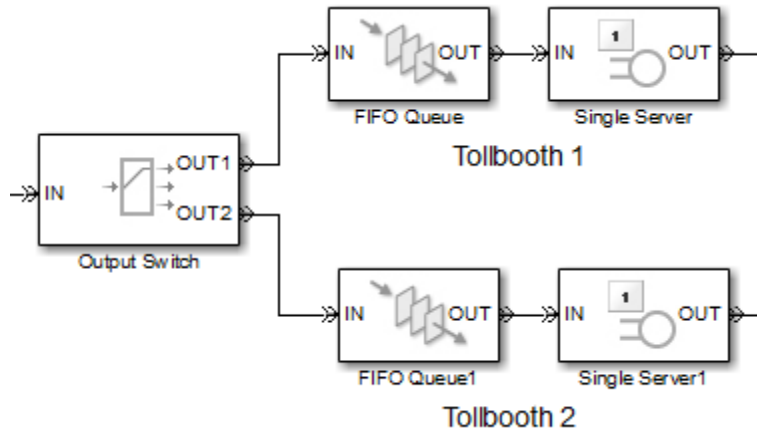 IN OUT
FIFO Queue
1
IN OUT
Single Server
Tollbooth 1
IN
OUT1
OUT2
Output Switch
IN OUT
FIFO Queue1
1
IN OUT
Single Server1
Tollbooth 2